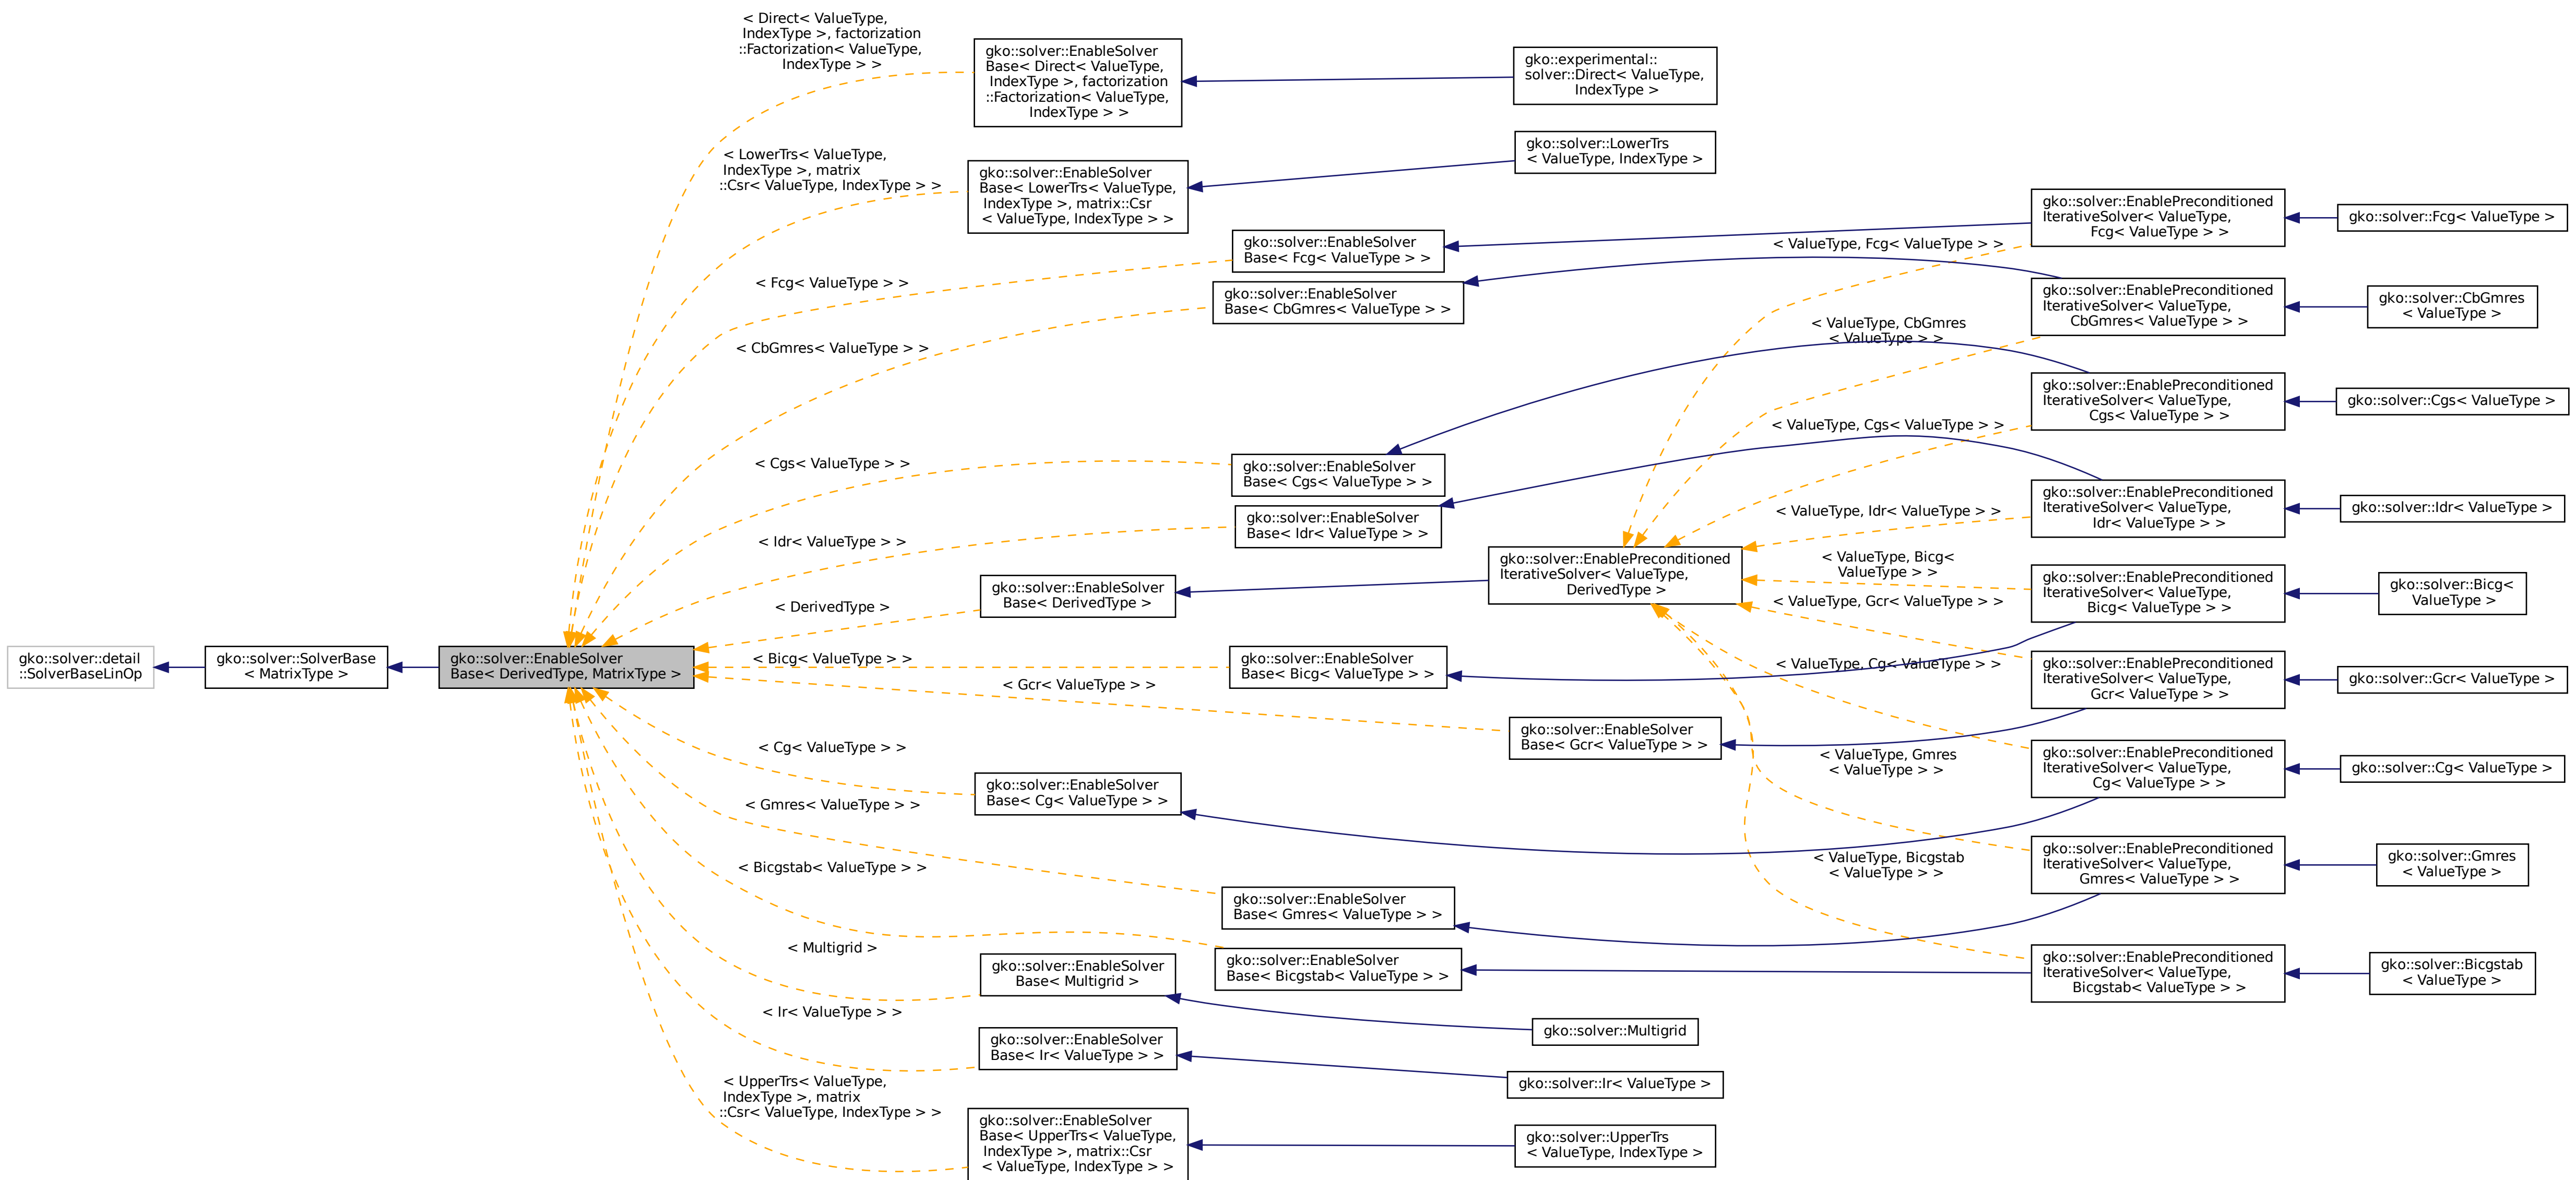 gko::solver::detail
::SolverBaseLinOp
gko::solver::SolverBase
< MatrixType >
gko::solver::EnableSolver
Base< DerivedType, MatrixType >
< Direct< ValueType,
IndexType >, factorization
::Factorization< ValueType,
IndexType > >
< LowerTrs< ValueType,
IndexType >, matrix
::Csr< ValueType, IndexType > >
< Fcg< ValueType > >
< CbGmres< ValueType > >
< Cgs< ValueType > >
< Idr< ValueType > >
< DerivedType >
< Bicg< ValueType > >
< Gcr< ValueType > >
< Cg< ValueType > >
< Gmres< ValueType > >
< Bicgstab< ValueType > >
< Multigrid >
< Ir< ValueType > >
< UpperTrs< ValueType,
IndexType >, matrix
::Csr< ValueType, IndexType > >
gko::solver::EnableSolver
Base< Direct< ValueType,
IndexType >, factorization
::Factorization< ValueType,
IndexType > >
gko::solver::EnableSolver
Base< LowerTrs< ValueType,
IndexType >, matrix::Csr
< ValueType, IndexType > >
gko::solver::EnableSolver
Base< Fcg< ValueType > >
gko::solver::EnableSolver
Base< CbGmres< ValueType > >
gko::solver::EnableSolver
Base< Cgs< ValueType > >
gko::solver::EnableSolver
Base< Idr< ValueType > >
gko::solver::EnableSolver
Base< DerivedType >
gko::solver::EnableSolver
Base< Bicg< ValueType > >
gko::solver::EnableSolver
Base< Gcr< ValueType > >
gko::solver::EnableSolver
Base< Cg< ValueType > >
gko::solver::EnableSolver
Base< Gmres< ValueType > >
gko::solver::EnableSolver
Base< Bicgstab< ValueType > >
gko::solver::EnableSolver
Base< Multigrid >
gko::solver::EnableSolver
Base< Ir< ValueType > >
gko::solver::EnableSolver
Base< UpperTrs< ValueType,
IndexType >, matrix::Csr
< ValueType, IndexType > >
gko::experimental::
solver::Direct< ValueType,
IndexType >
gko::solver::LowerTrs
< ValueType, IndexType >
gko::solver::EnablePreconditioned
IterativeSolver< ValueType,
DerivedType >
gko::solver::Multigrid
gko::solver::Ir< ValueType >
gko::solver::UpperTrs
< ValueType, IndexType >
< ValueType, Fcg< ValueType > >
< ValueType, CbGmres
< ValueType > >
< ValueType, Cgs< ValueType > >
< ValueType, Idr< ValueType > >
< ValueType, Bicg<
ValueType > >
< ValueType, Gcr< ValueType > >
< ValueType, Cg< ValueType > >
< ValueType, Gmres
< ValueType > >
< ValueType, Bicgstab
< ValueType > >
gko::solver::EnablePreconditioned
IterativeSolver< ValueType,
Fcg< ValueType > >
gko::solver::EnablePreconditioned
IterativeSolver< ValueType,
CbGmres< ValueType > >
gko::solver::EnablePreconditioned
IterativeSolver< ValueType,
Cgs< ValueType > >
gko::solver::EnablePreconditioned
IterativeSolver< ValueType,
Idr< ValueType > >
gko::solver::EnablePreconditioned
IterativeSolver< ValueType,
Bicg< ValueType > >
gko::solver::EnablePreconditioned
IterativeSolver< ValueType,
Gcr< ValueType > >
gko::solver::EnablePreconditioned
IterativeSolver< ValueType,
Cg< ValueType > >
gko::solver::EnablePreconditioned
IterativeSolver< ValueType,
Gmres< ValueType > >
gko::solver::EnablePreconditioned
IterativeSolver< ValueType,
Bicgstab< ValueType > >
gko::solver::Fcg< ValueType >
gko::solver::CbGmres
< ValueType >
gko::solver::Cgs< ValueType >
gko::solver::Idr< ValueType >
gko::solver::Bicg<
ValueType >
gko::solver::Gcr< ValueType >
gko::solver::Cg< ValueType >
gko::solver::Gmres
< ValueType >
gko::solver::Bicgstab
< ValueType >